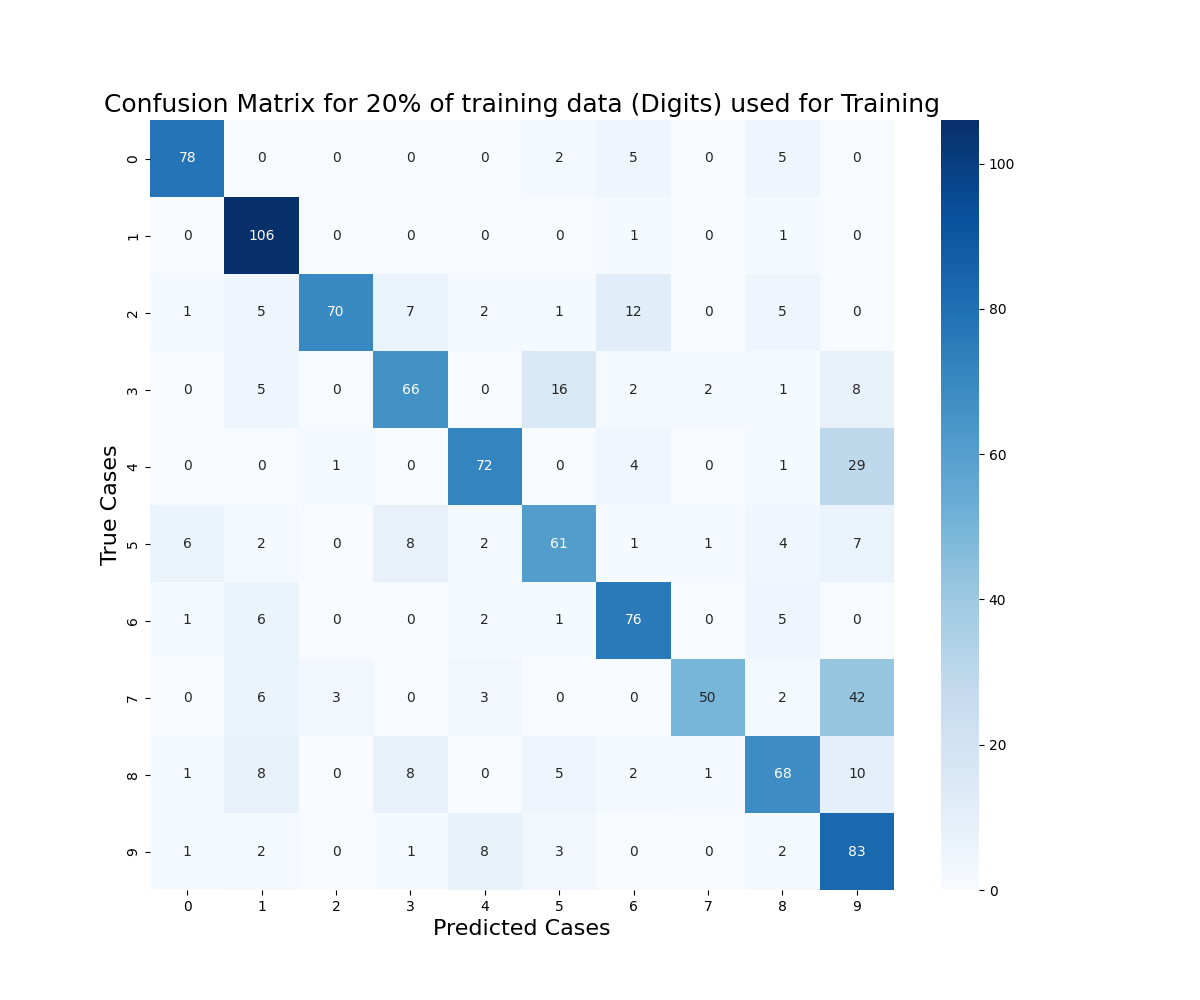 Confusion Matrix for 20% of training data (Digits) used for Training
0 78 0 0 0 0 2 5 0 5 0
1 0 106 0 0 0 0 1 0 1 0
2 1 5 70 7 2 1 12 0 5 0
3 0 5 0 66 0 16 2 2 1 8
4 0 0 1 0 72 0 4 0 1 29
5 6 2 0 8 2 61 1 1 4 7
6 1 6 0 0 2 1 76 0 5 0
7 0 6 3 0 3 0 0 50 2 42
8 1 8 0 8 0 5 2 1 68 10
9 1 2 0 1 8 3 0 0 2 83
0 1 2 3 4 5 6 7 8 9
True Cases
Predicted Cases
100
80
60
40
20
0